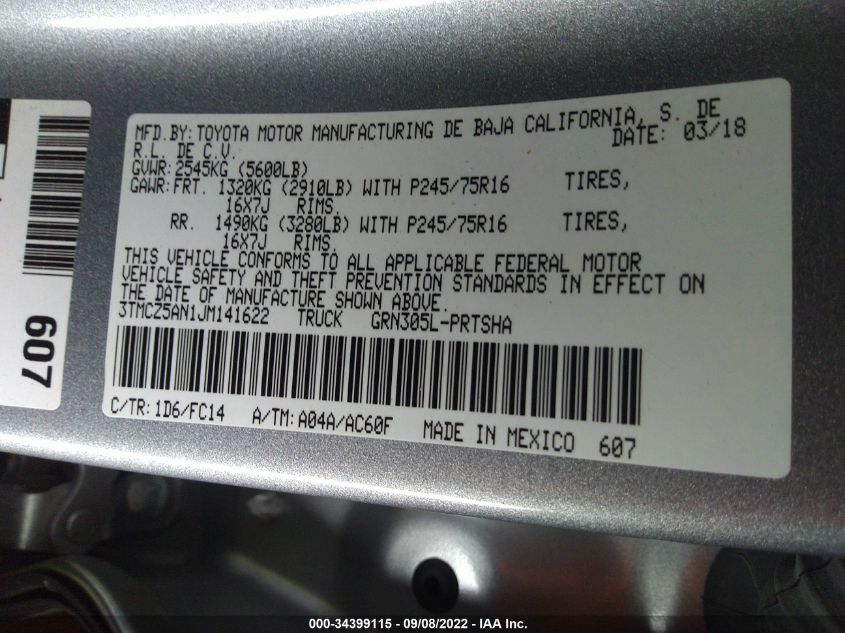 MFD. BY: TOYOTA MOTOR MANUFACTURING DE BAJA CALIFORNIA, S. DE
R.L. DE C.V. DATE: 03/18
GVWR: 2545KG (5600LB)
GAWR: FRT. 1320KG (2910LB) WITH P245/75R16 TIRES,
16X7J RIMS.
RR. 1490KG (3280LB) WITH P245/75R16 TIRES,
16X7J RIMS.
THIS VEHICLE CONFORMS TO ALL APPLICABLE FEDERAL MOTOR
VEHICLE SAFETY AND THEFT PREVENTION STANDARDS IN EFFECT ON
THE DATE OF MANUFACTURE SHOWN ABOVE.
3TMCZ5AN1JM141622 TRUCK GRN305L-PRTSHA
C/TR: 1D6/FC14 A/TM: A04A/AC60F MADE IN MEXICO 607
607
000-34399115 - 09/08/2022 - IAA Inc.